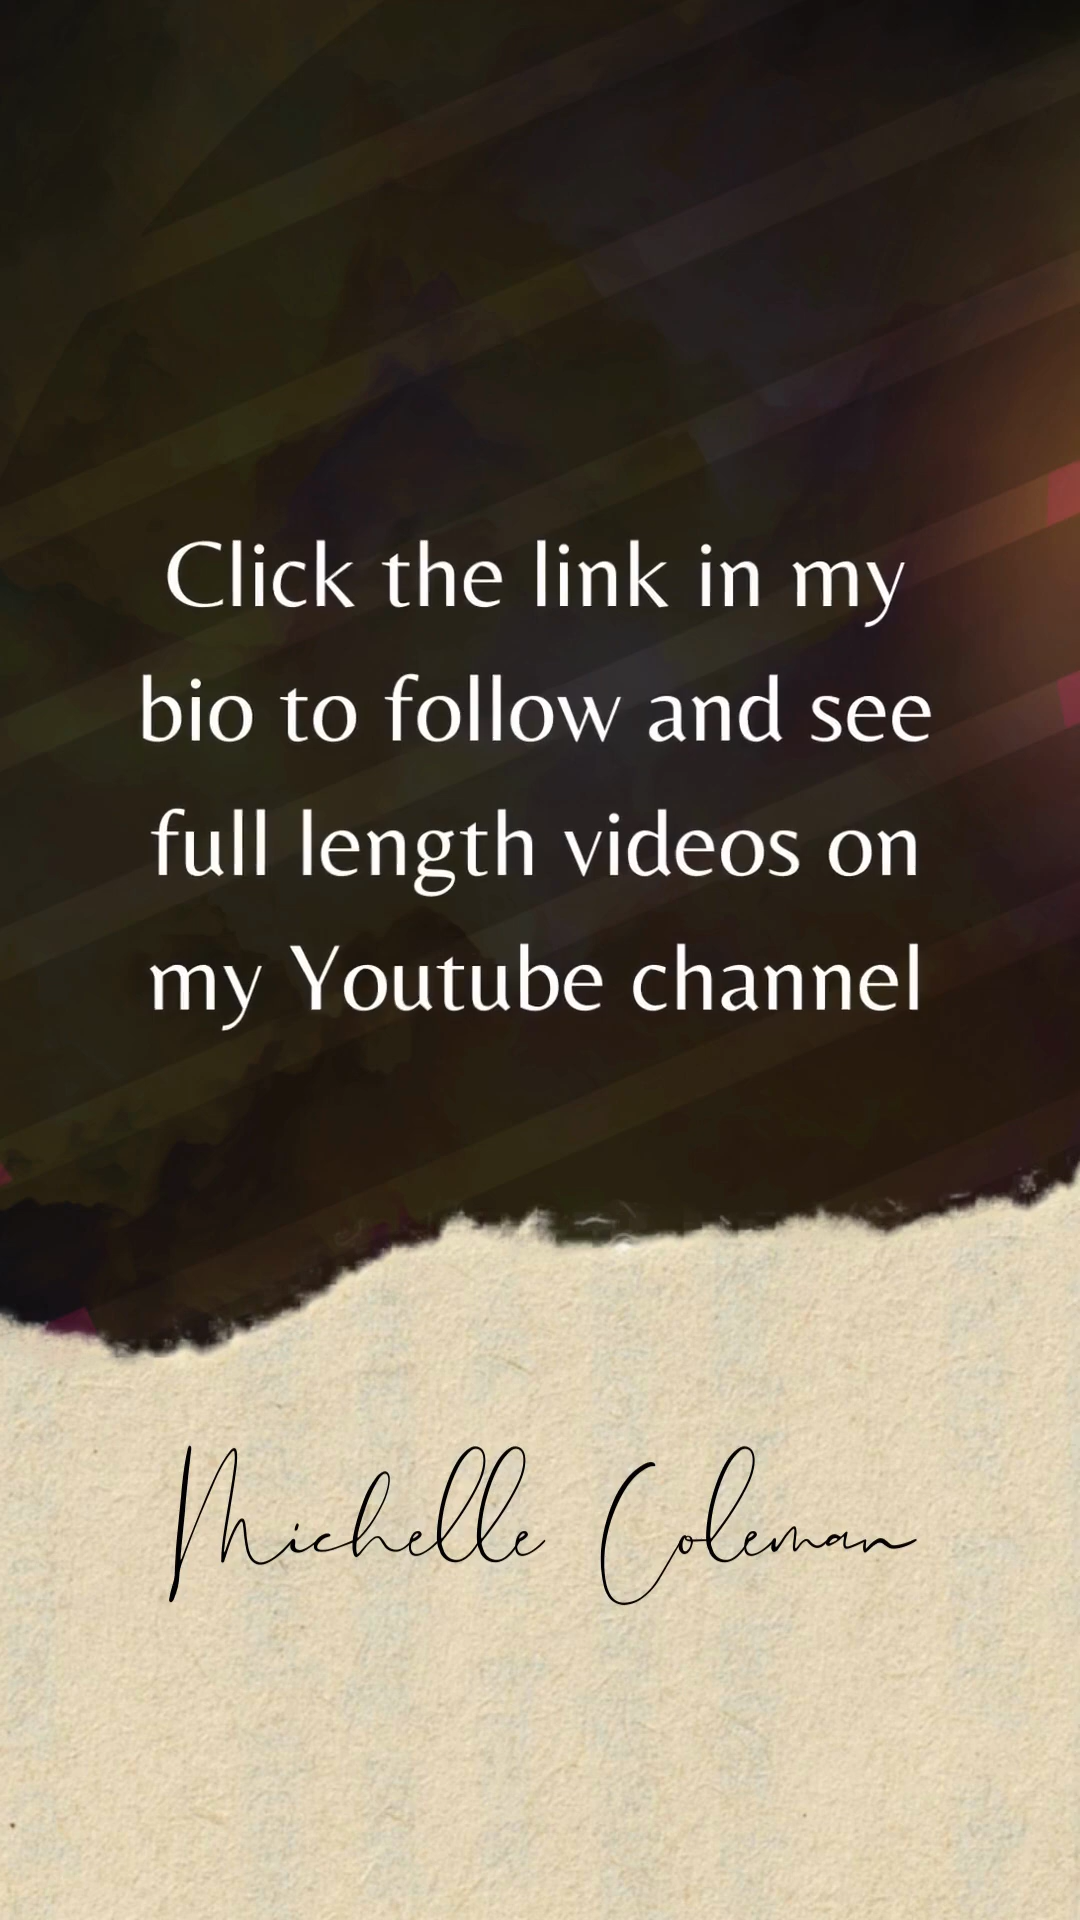 Click the link in my
bio to follow and see
full length videos on
my Youtube channel
Michelle Coleman